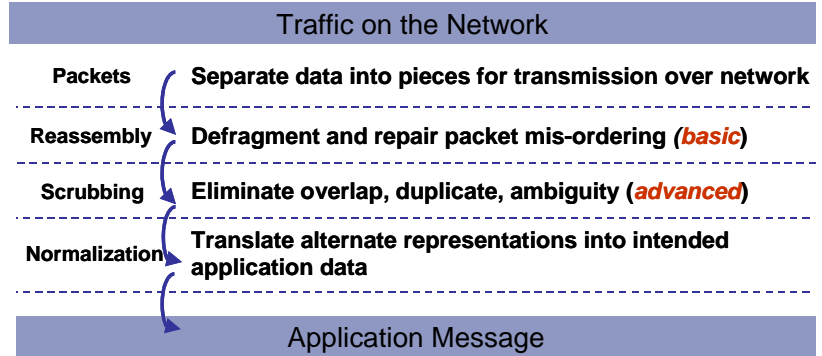 Traffic on the Network
Packets Separate data into pieces for transmission over network
Reassembly Defragment and repair packet mis-ordering (basic)
Scrubbing Eliminate overlap, duplicate, ambiguity (advanced)
Normalization Translate alternate representations into intended
application data
Application Message